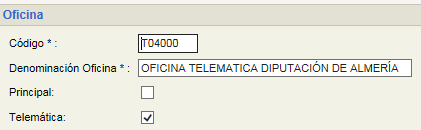 Oficina
Código * : T04000
Denominación Oficina * : OFICINA TELEMATICA DIPUTACIÓN DE ALMERÍA
Principal:
Telemática: